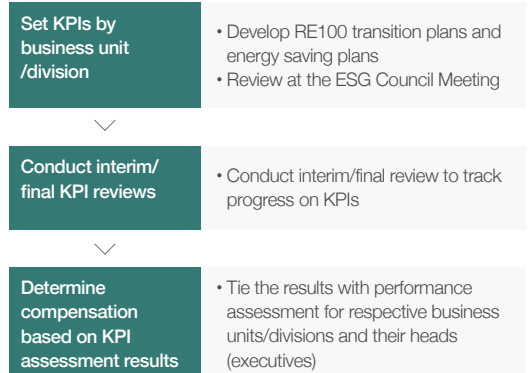 Set KPIs by
business unit
/division
• Develop RE100 transition plans and
energy saving plans
• Review at the ESG Council Meeting
Conduct interim/
final KPI reviews
• Conduct interim/final review to track
progress on KPIs
Determine
compensation
based on KPI
assessment results
• Tie the results with performance
assessment for respective business
units/divisions and their heads
(executives)